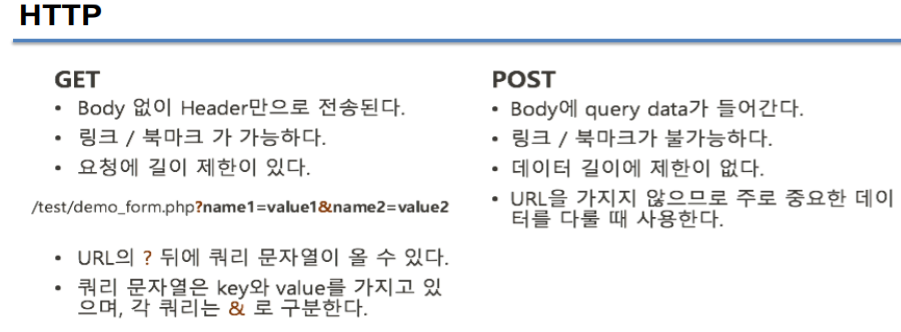 HTTP
GET
• Body 없이 Header만으로 전송된다.
• 링크 / 북마크 가 가능하다.
• 요청에 길이 제한이 있다.
/test/demo_form.php?name1=value1&name2=value2
• URL의 ? 뒤에 쿼리 문자열이 올 수 있다.
• 쿼리 문자열은 key와 value를 가지고 있
으며, 각 쿼리는 & 로 구분한다.
POST
• Body에 query data가 들어간다.
• 링크 / 북마크가 불가능하다.
• 데이터 길이에 제한이 없다.
• URL을 가지지 않으므로 주로 중요한 데이
터를 다룰 때 사용한다.